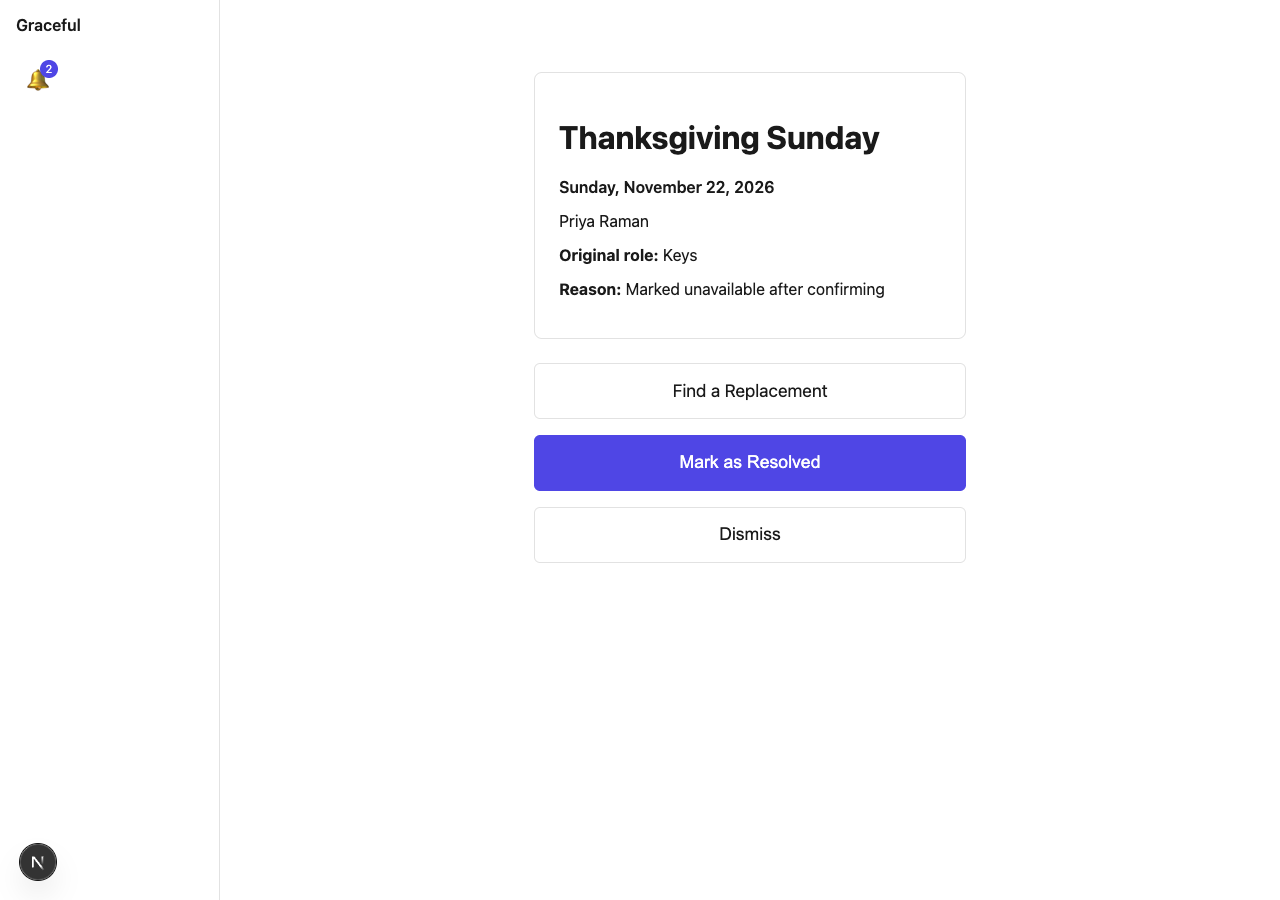 Graceful
2
Thanksgiving Sunday
Sunday, November 22, 2026
Priya Raman
Original role: Keys
Reason: Marked unavailable after confirming
Find a Replacement
Mark as Resolved
Dismiss
N